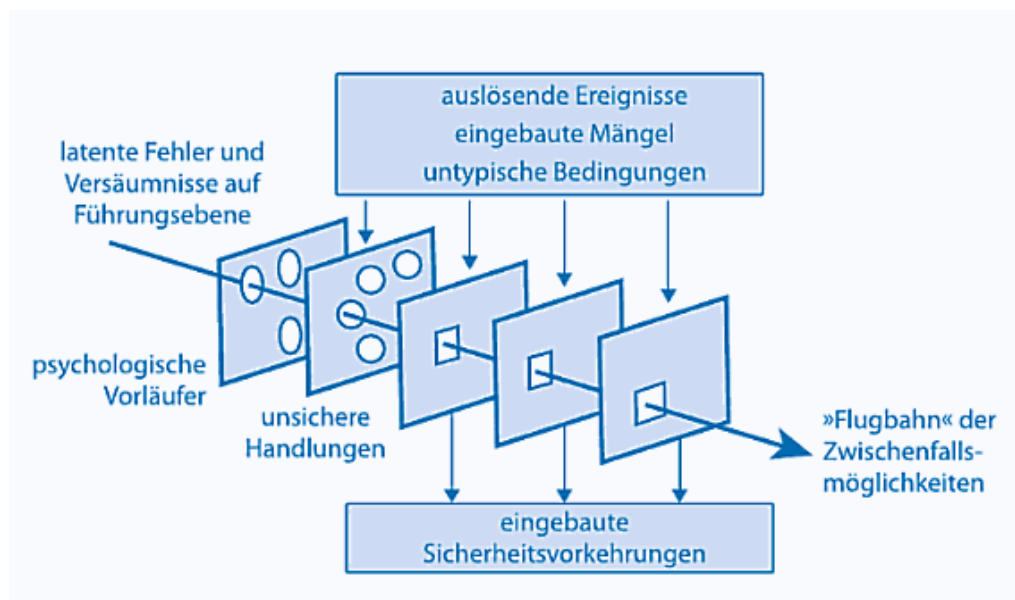 auslösende Ereignisse
eingebaute Mängel
untypische Bedingungen
latente Fehler und
Versäumnisse auf
Führungsebene
psychologische
Vorläufer
unsichere
Handlungen
»Flugbahn« der
Zwischenfalls-
möglichkeiten
eingebaute
Sicherheitsvorkehrungen